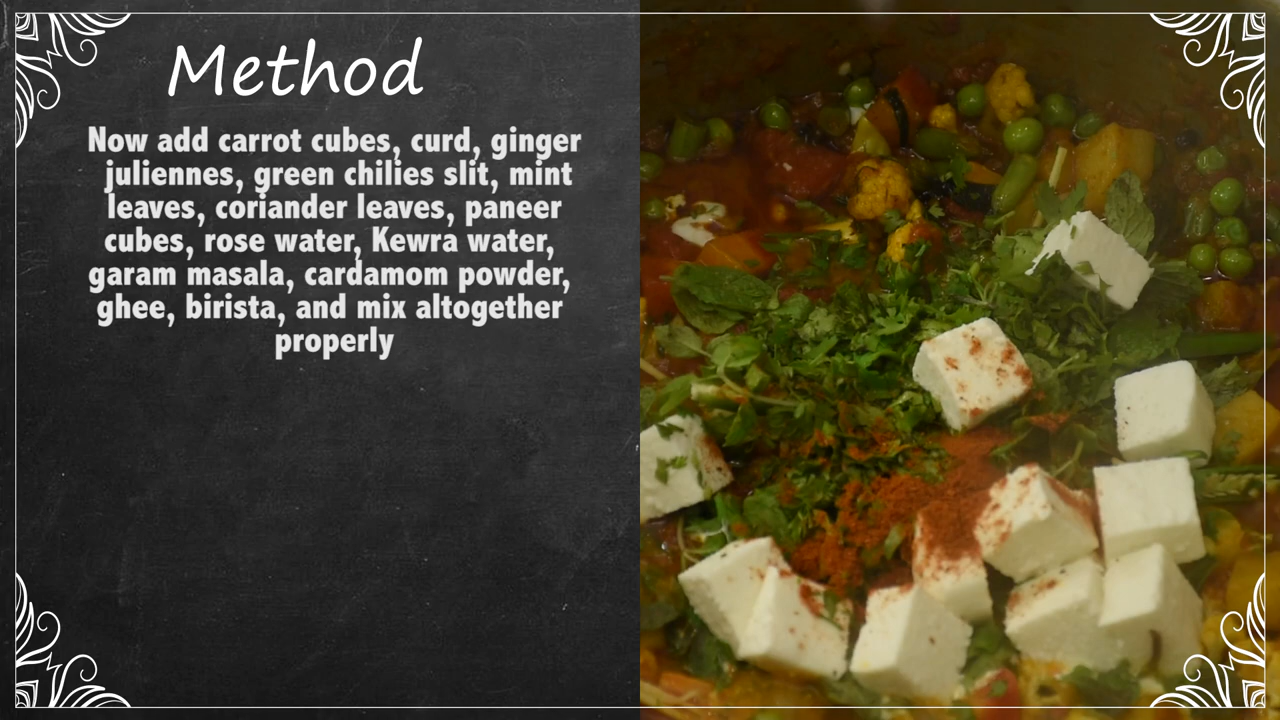 Method
Now add carrot cubes, curd, ginger
juliennes, green chilies slit, mint
leaves, coriander leaves, paneer
cubes, rose water, Kewra water,
garam masala, cardamom powder,
ghee, birista, and mix altogether
properly